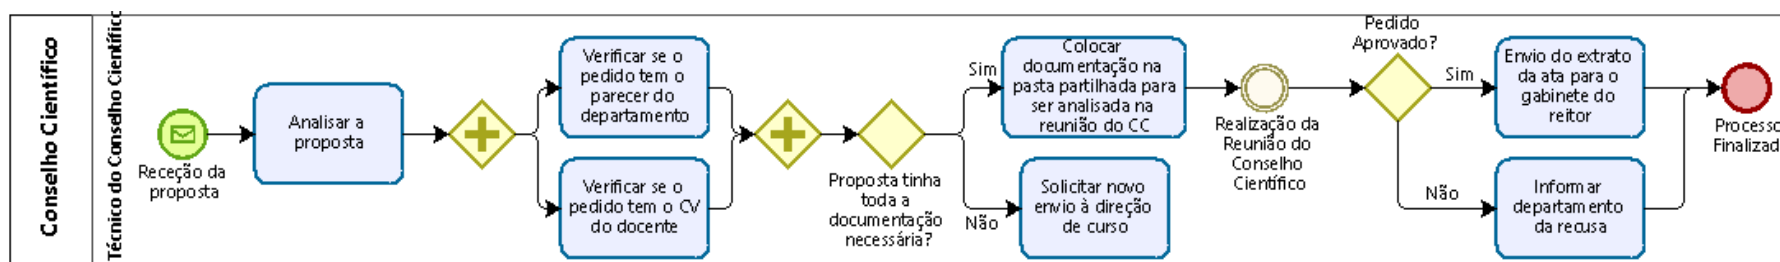 Conselho Científico
Técnico do Conselho Científico
Receção da
proposta
Analisar a
proposta
Verificar se o
pedido tem o
parecer do
departamento
Verificar se o
pedido tem o CV
do docente
Proposta tinha
toda a
documentação
necessária?
Sim
Colocar
documentação na
pasta partilhada para
ser analisada na
reunião do CC
Não
Solicitar novo
envio à direção
de curso
Realização da
Reunião do
Conselho
Científico
Pedido
Aprovado?
Sim
Envio do extrato
da ata para o
gabinete do
reitor
Não
Informar
departamento
da recusa
Processo
Finalizad